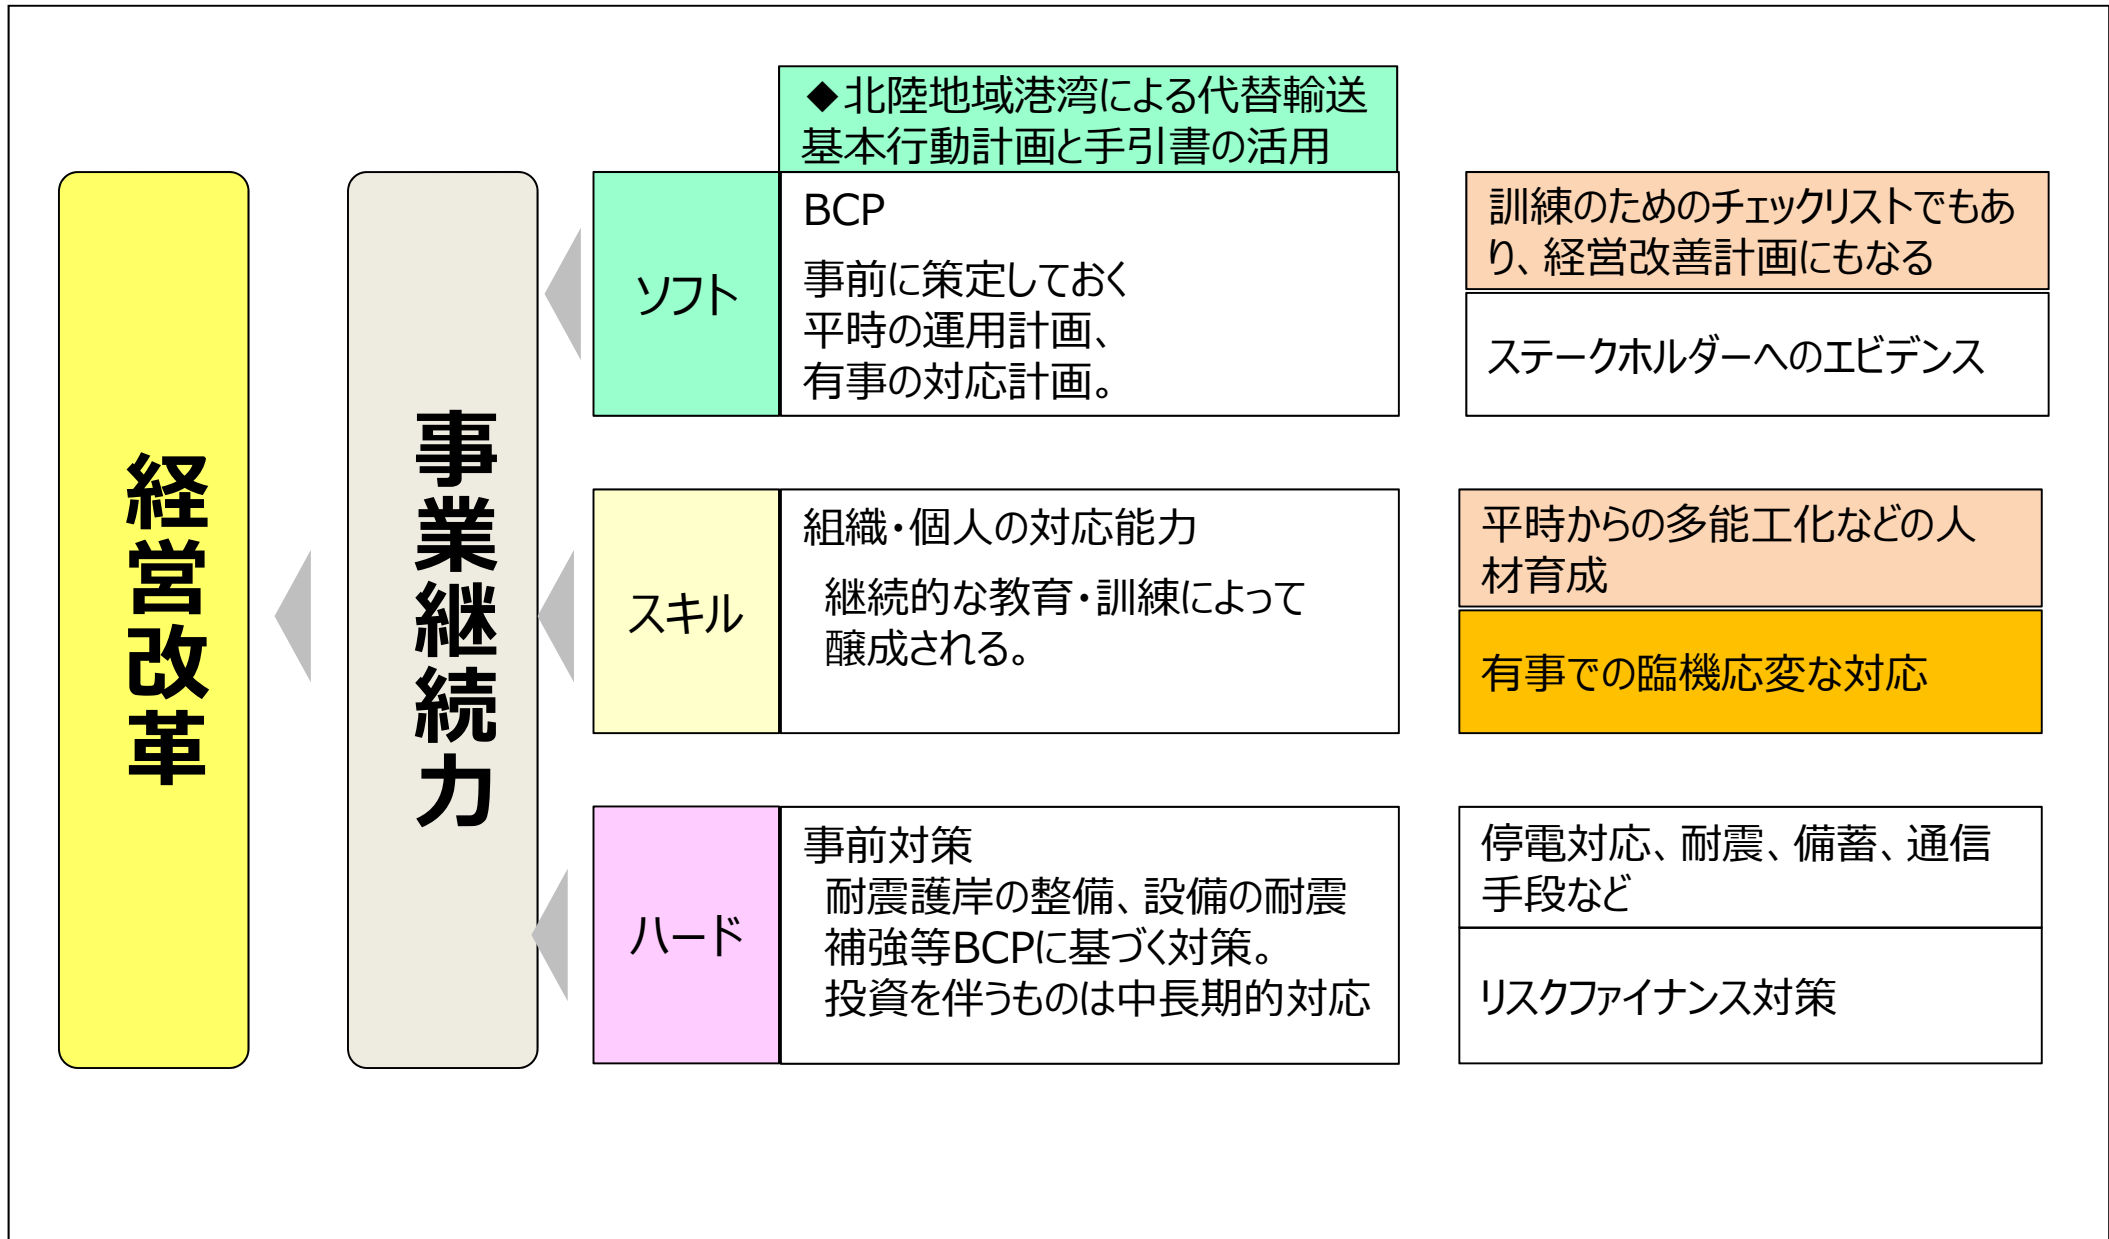 ◆北陸地域港湾による代替輸送
基本行動計画と手引書の活用
経営改革
事業継続力
ソフト
BCP
事前に策定しておく
平時の運用計画、
有事の対応計画。
訓練のためのチェックリストでもあ
り、経営改善計画にもなる
ステークホルダーへのエビデンス
スキル
組織・個人の対応能力
継続的な教育・訓練によって
醸成される。
平時からの多能工化などの人
材育成
有事での臨機応変な対応
ハード
事前対策
耐震護岸の整備、設備の耐震
補強等BCPに基づく対策。
投資を伴うものは中長期的対応
停電対応、耐震、備蓄、通信
手段など
リスクファイナンス対策